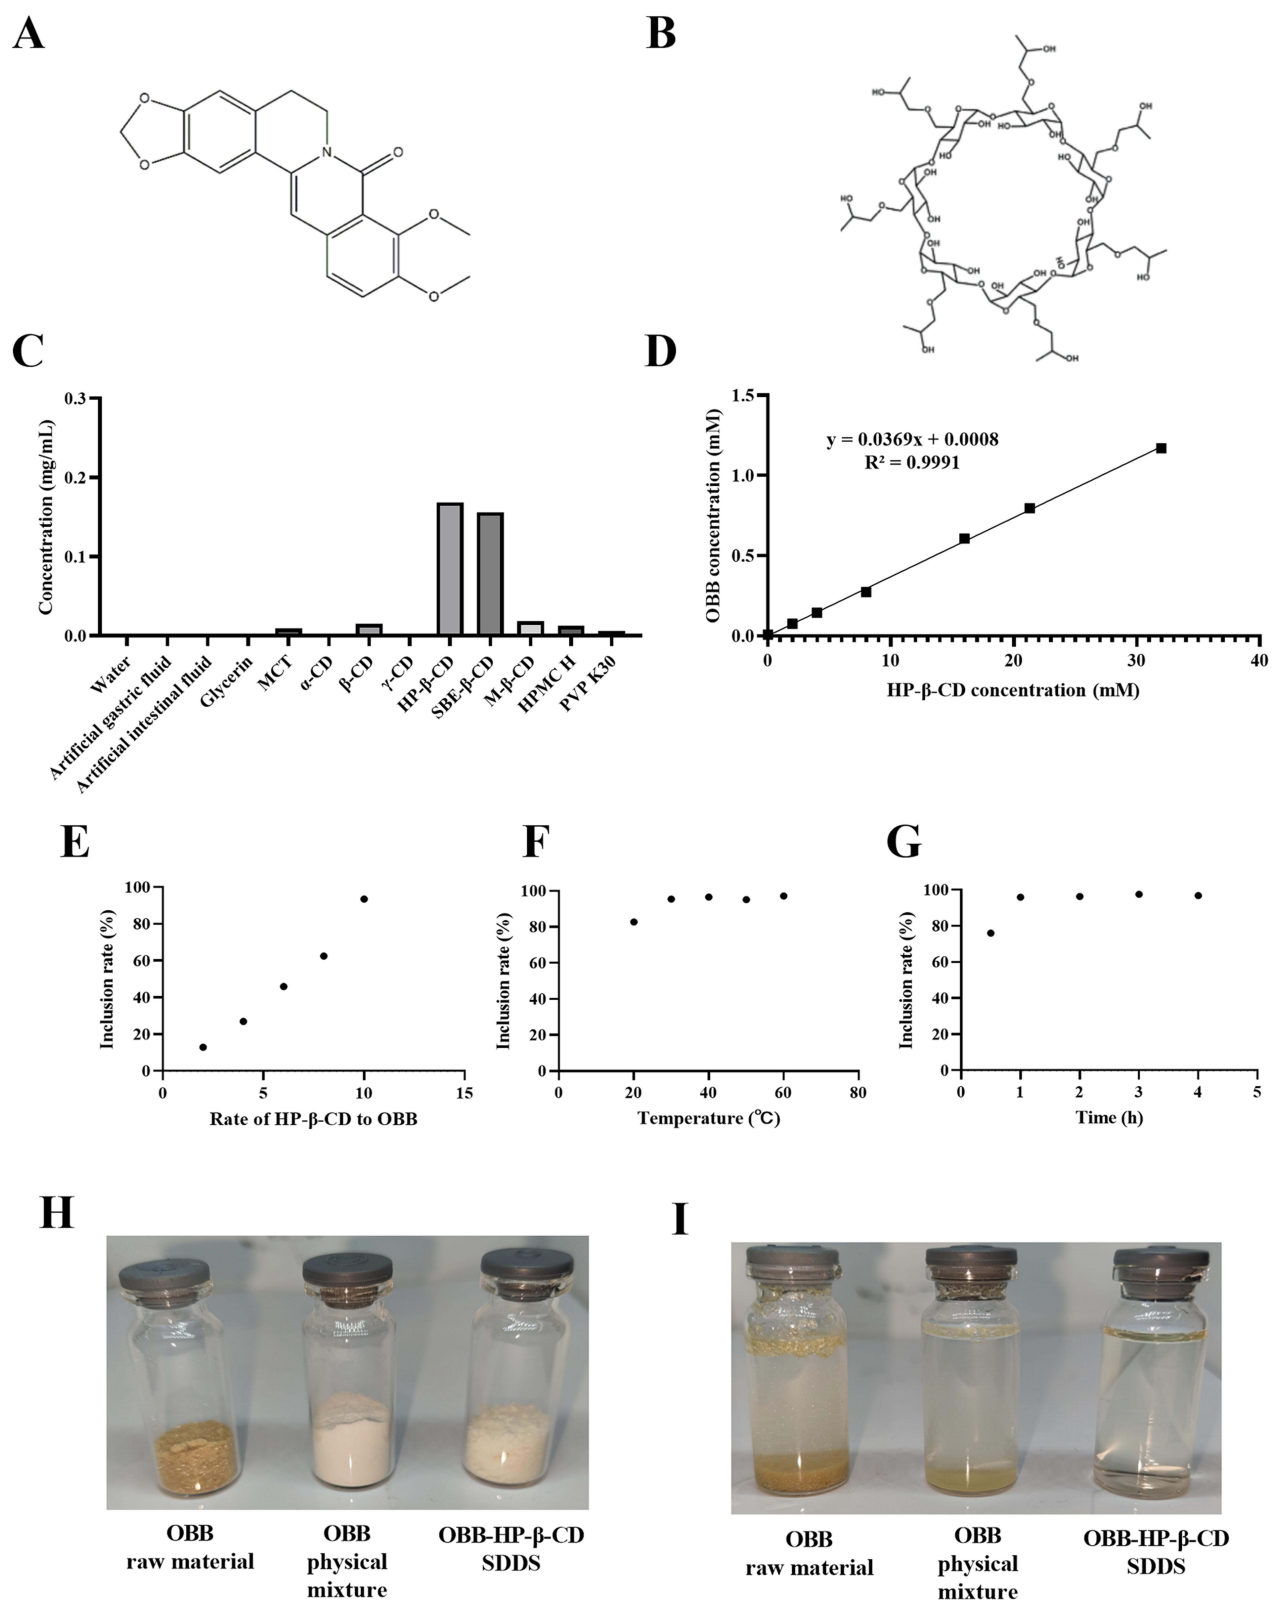 A
B
O
O
N
O
O
O
OH
HO
O
O
OH
O
C
D
Concentration (mg/mL)
0.3
0.2
0.1
0.0
Water
Artificial gastric fluid
Artificial intestinal fluid
Glycerin
MCT
α-CD
β-CD
γ-CD
HP-β-CD
SBE-β-CD
M-β-CD
HPMC H
PVP K30
OBB concentration (mM)
1.5
1.0
0.5
0.0
y = 0.0369x + 0.0008
R² = 0.9991
0 10 20 30 40
HP-β-CD concentration (mM)
E
F
G
Inclusion rate (%)
100
80
60
40
20
0
0 5 10 15
Rate of HP-β-CD to OBB
Inclusion rate (%)
100
80
60
40
20
0
0 20 40 60 80
Temperature (℃)
Inclusion rate (%)
100
80
60
40
20
0
0 1 2 3 4 5
Time (h)
H
I
OBB
raw material
OBB
physical
mixture
OBB-HP-β-CD
SDDS
OBB
raw material
OBB
physical
mixture
OBB-HP-β-CD
SDDS